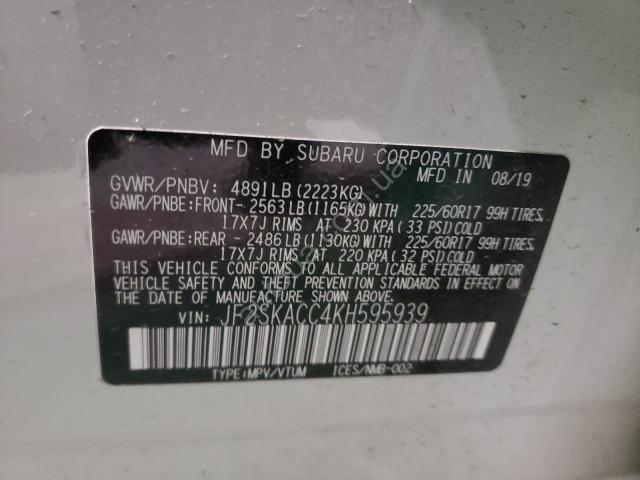 MFD BY SUBARU CORPORATION
MFD IN 08/19
GVWR/PNBV: 4891LB(2223KG)
GAWR/PNBE:FRONT- 2563LB(1165KG)WITH 225/60R17 99H TIRES,
17X7J RIMS AT 230 KPA (33 PSI)COLD
GAWR/PNBE:REAR - 2486LB(1130KG)WITH 225/60R17 99H TIRES,
17X7J RIMS AT 220 KPA(32 PSI)COLD
THIS VEHICLE CONFORMS TO ALL APPLICABLE FEDERAL MOTOR
VEHICLE SAFETY AND THEFT PREVENTION STANDARDS IN EFFECT
ON THE DATE OF MANUFACTURE SHOWN ABOVE.
VIN: JF2SKACC4KH595939
TYPE:MPV/VTUM ICES/NMB-002